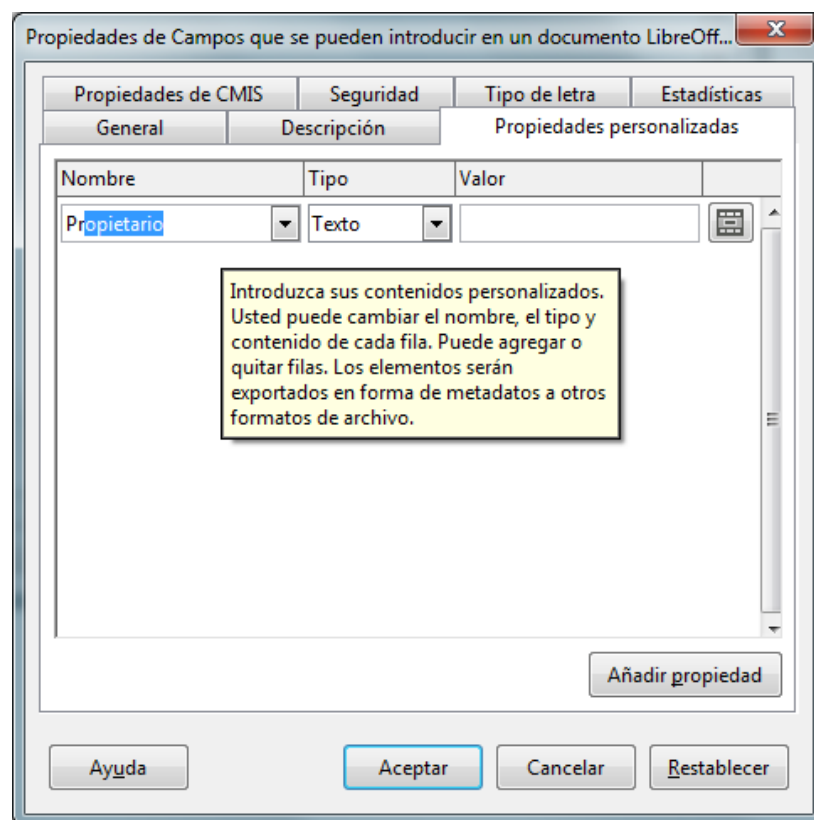 Propiedades de Campos que se pueden introducir en un documento LibreOff...
Propiedades de CMIS Seguridad Tipo de letra Estadísticas
General Descripción Propiedades personalizadas
Nombre Tipo Valor
Propietario Texto
Introduzca sus contenidos personalizados.
Usted puede cambiar el nombre, el tipo y
contenido de cada fila. Puede agregar o
quitar filas. Los elementos serán
exportados en forma de metadatos a otros
formatos de archivo.
Añadir propiedad
Ayuda Aceptar Cancelar Restablecer